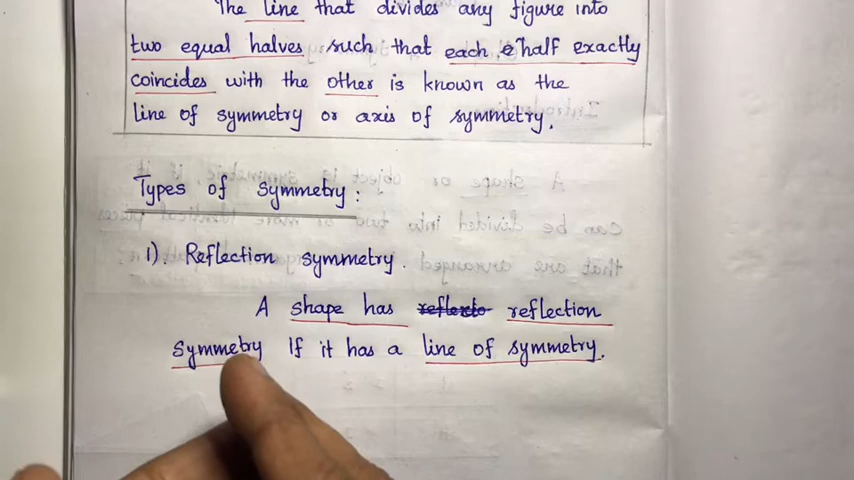 The line that divides any figure into
two equal halves such that each half exactly
coincides with the other is known as the
line of symmetry or axis of symmetry.
Types of Symmetry :
1). Reflection symmetry.
A shape has reflection
Symmetry If it has a line of symmetry.